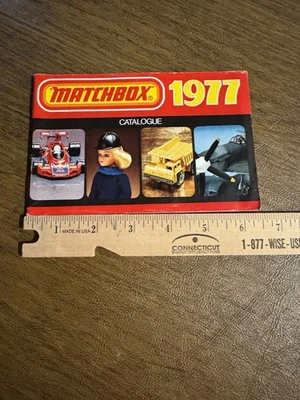 MATCHBOX 1977
CATALOGUE
1 2 3 4 5 6 7
MADE IN USA
CONNECTICUT
1-877-WISE-US